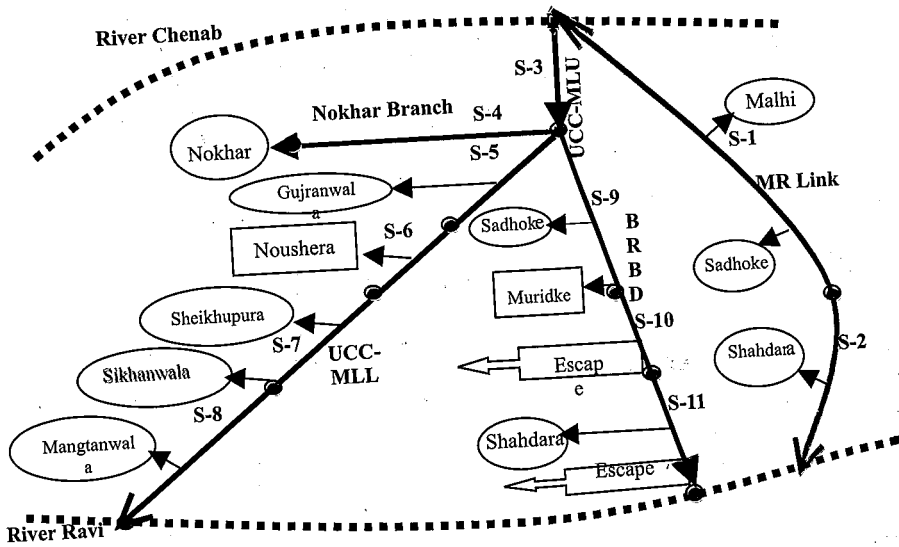 River Chenab
S-3
UCC-MLU
Malhi
S-1
Nokhar Branch
S-4
Nokhar
S-5
MR Link
Gujranwal
a
S-9
S-6
Sadhoke
B
R
B
D
Noushera
Sadhoke
Muridke
Sheikhupura
S-10
S-7
UCC-
MLL
S-2
Shahdara
Sikhanwala
Escap
e
S-8
S-11
Mangtanwal
a
Shahdara
Escape
River Ravi